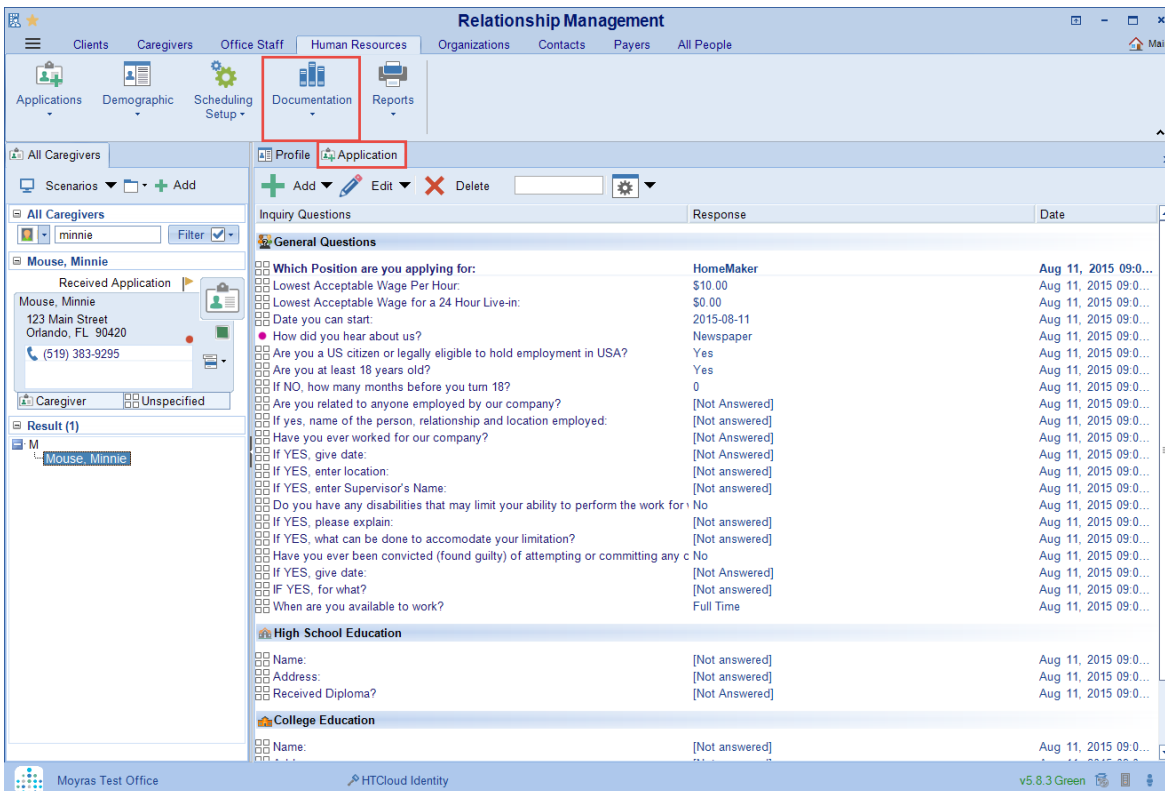 Relationship Management
Clients Caregivers Office Staff Human Resources Organizations Contacts Payers All People
Applications Demographic Scheduling Setup Documentation Reports
All Caregivers
Scenarios Add
All Caregivers
minnie Filter
Mouse, Minnie
Received Application
Mouse, Minnie
123 Main Street
Orlando, FL 90420
(519) 383-9295
Caregiver Unspecified
Result (1)
M
Mouse, Minnie
Profile Application
Add Edit Delete
Inquiry Questions Response Date
General Questions
Which Position are you applying for: HomeMaker Aug 11, 2015 09:0...
Lowest Acceptable Wage Per Hour: $10.00 Aug 11, 2015 09:0...
Lowest Acceptable Wage for a 24 Hour Live-in: $0.00 Aug 11, 2015 09:0...
Date you can start: 2015-08-11 Aug 11, 2015 09:0...
How did you hear about us? Newspaper Aug 11, 2015 09:0...
Are you a US citizen or legally eligible to hold employment in USA? Yes Aug 11, 2015 09:0...
Are you at least 18 years old? Yes Aug 11, 2015 09:0...
If NO, how many months before you turn 18? 0 Aug 11, 2015 09:0...
Are you related to anyone employed by our company? [Not Answered] Aug 11, 2015 09:0...
If yes, name of the person, relationship and location employed: [Not answered] Aug 11, 2015 09:0...
Have you ever worked for our company? [Not Answered] Aug 11, 2015 09:0...
If YES, give date: [Not Answered] Aug 11, 2015 09:0...
If YES, enter location: [Not answered] Aug 11, 2015 09:0...
If YES, enter Supervisor's Name: [Not answered] Aug 11, 2015 09:0...
Do you have any disabilities that may limit your ability to perform the work for No Aug 11, 2015 09:0...
If YES, please explain: [Not answered] Aug 11, 2015 09:0...
If YES, what can be done to accomodate your limitation? [Not answered] Aug 11, 2015 09:0...
Have you ever been convicted (found guilty) of attempting or committing any c No Aug 11, 2015 09:0...
If YES, give date: [Not Answered] Aug 11, 2015 09:0...
IF YES, for what? [Not answered] Aug 11, 2015 09:0...
When are you available to work? Full Time Aug 11, 2015 09:0...
High School Education
Name: [Not answered] Aug 11, 2015 09:0...
Address: [Not answered] Aug 11, 2015 09:0...
Received Diploma? [Not Answered] Aug 11, 2015 09:0...
College Education
Name: [Not answered] Aug 11, 2015 09:0...
Moyras Test Office HTCloud Identity v5.8.3 Green